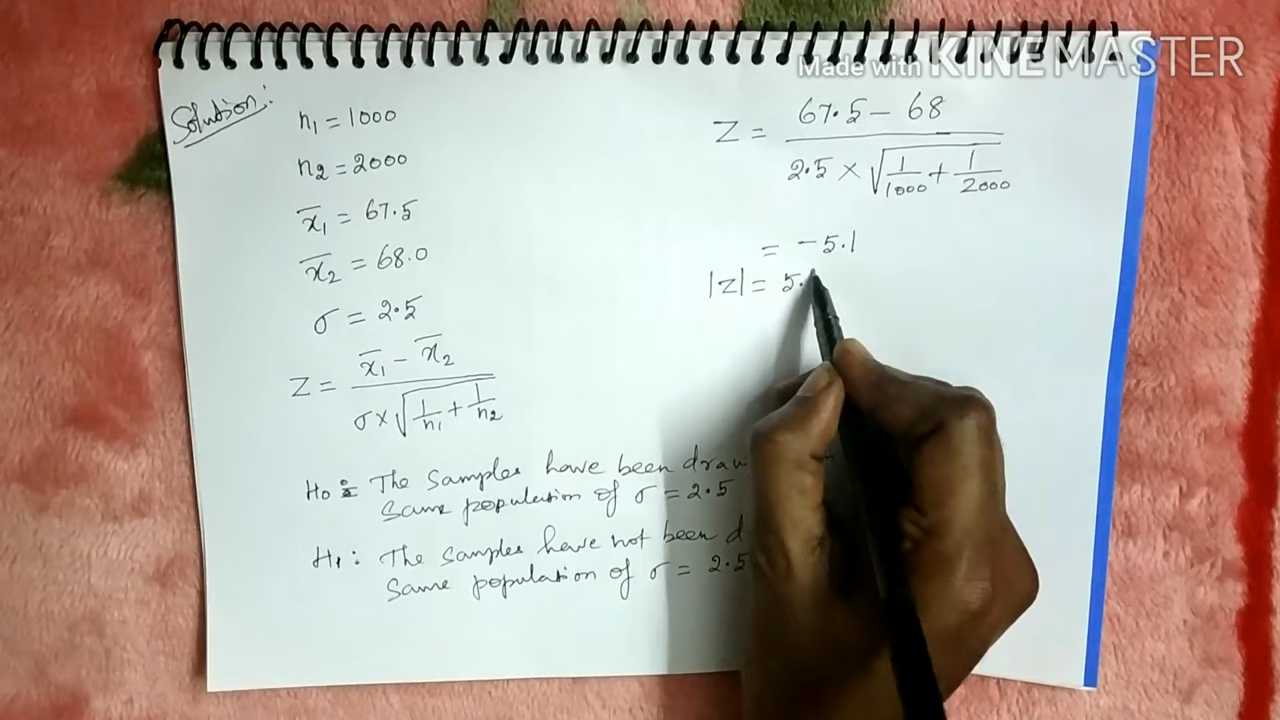 Made with KINEMASTER
Solution:
n₁ = 1000
n₂ = 2000
x̅₁ = 67.5
x̅₂ = 68.0
σ = 2.5
Z = (x̅₁ − x̅₂) / (σ × √(1/n₁ + 1/n₂))
H₀: The samples have been
same population of σ = 2.5
H₁: The samples have not been
same population of σ = 2.5
Z = (67.5 − 68) / (2.5 × √(1/1000 + 1/2000))
= −5.1
|Z| = 5.